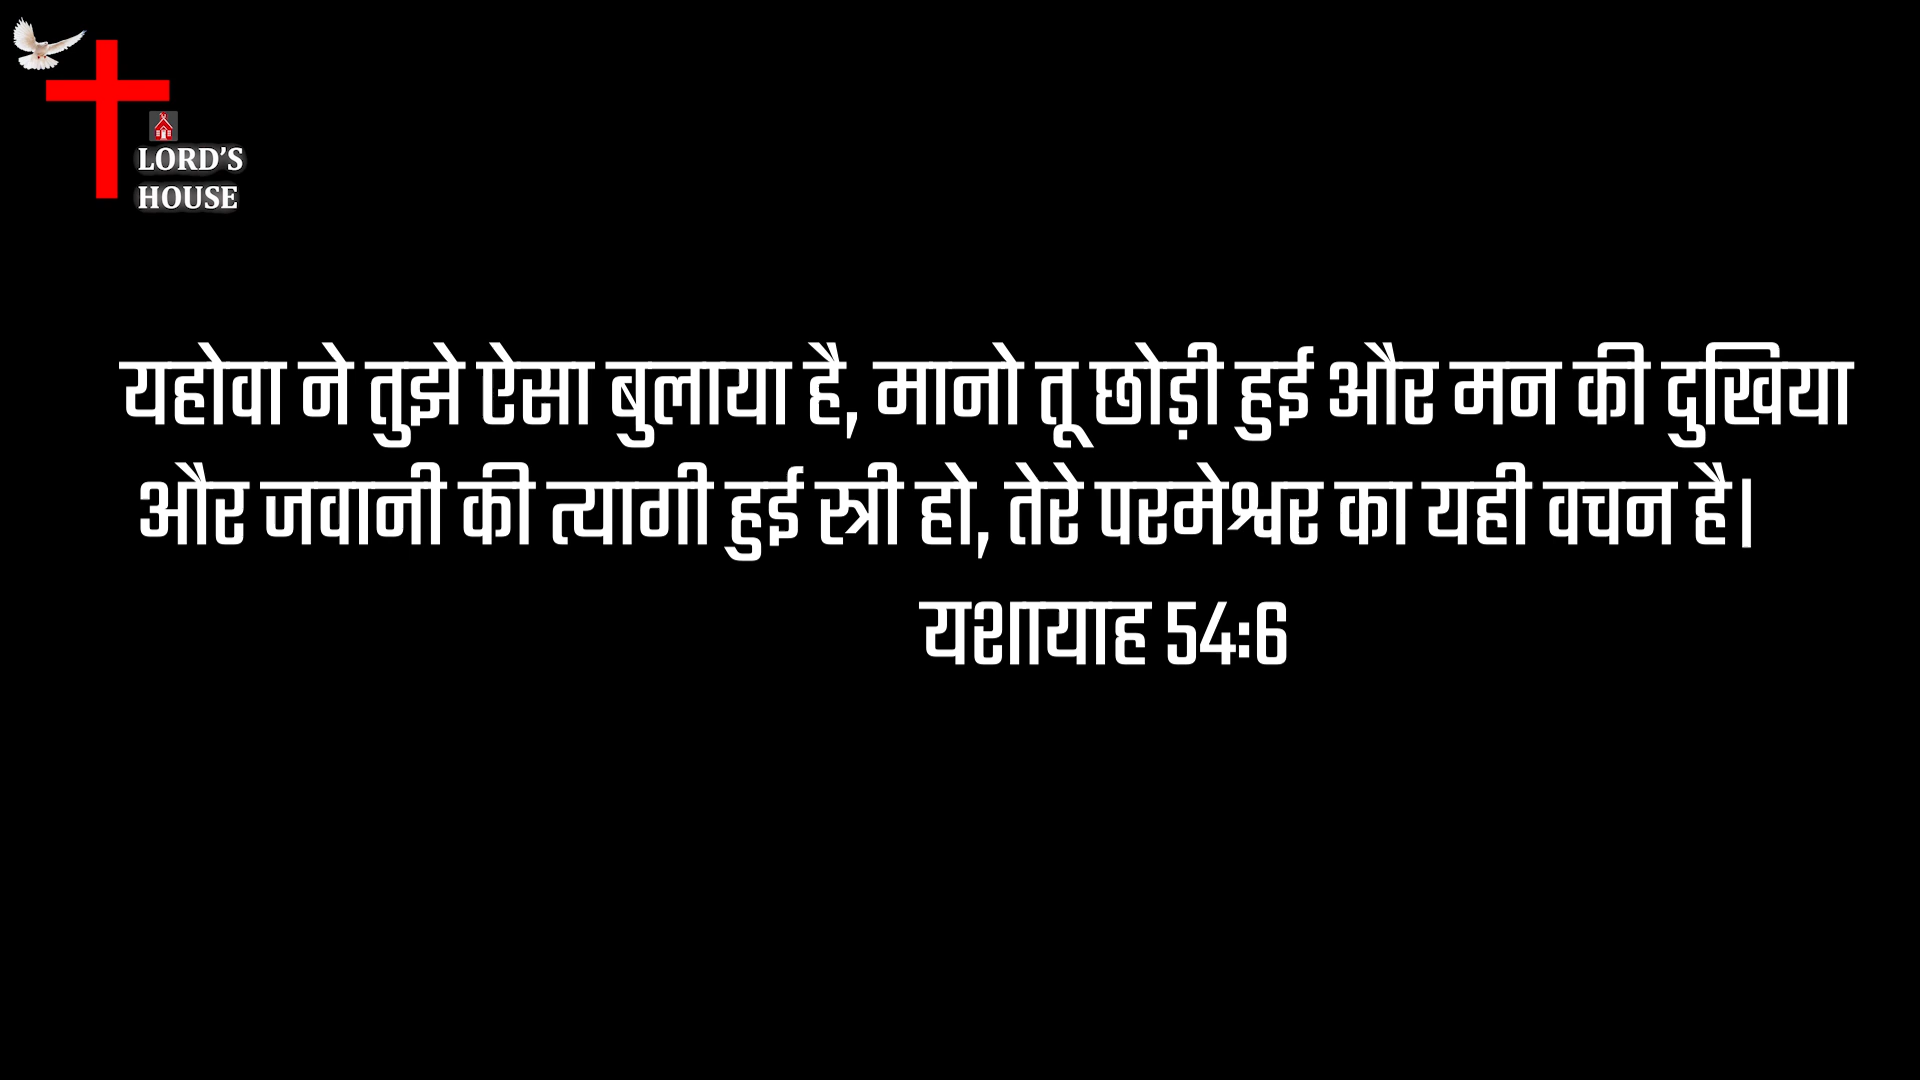 LORD'S
HOUSE
यहोवा ने तुझे ऐसा बुलाया है, मानो तू छोड़ी हुई और मन की दुखिया
और जवानी की त्यागी हुई स्त्री हो, तेरे परमेश्वर का यही वचन है।
यशायाह 54:6